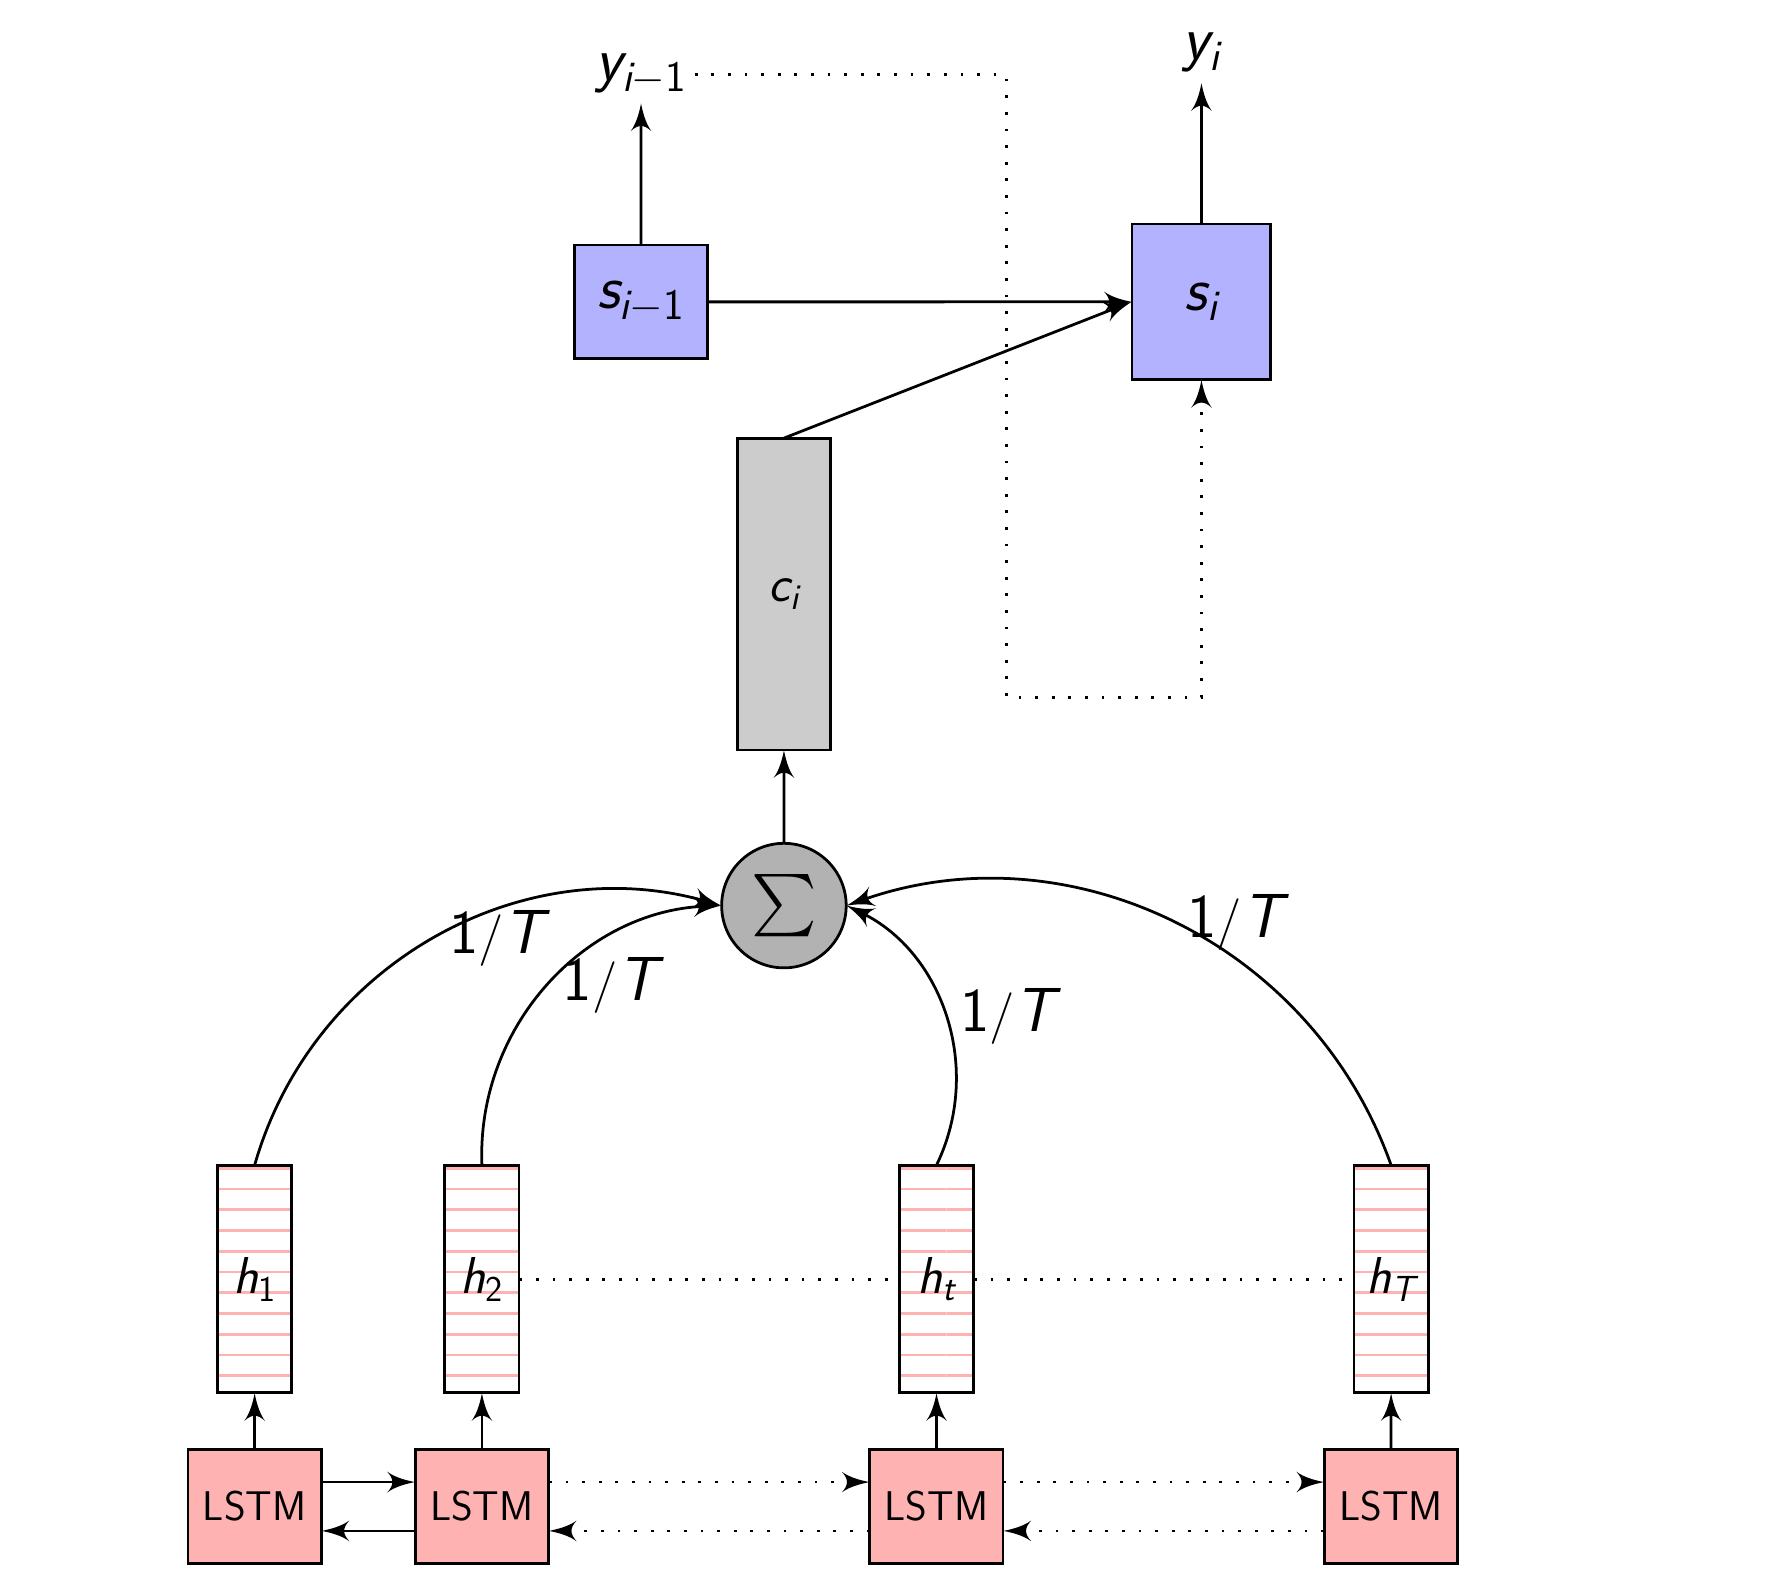 y_{i−1}
y_i
s_{i−1}
s_i
c_i
∑
1/T
1/T
1/T
1/T
h_1 h_2 h_t h_T
LSTM LSTM LSTM LSTM